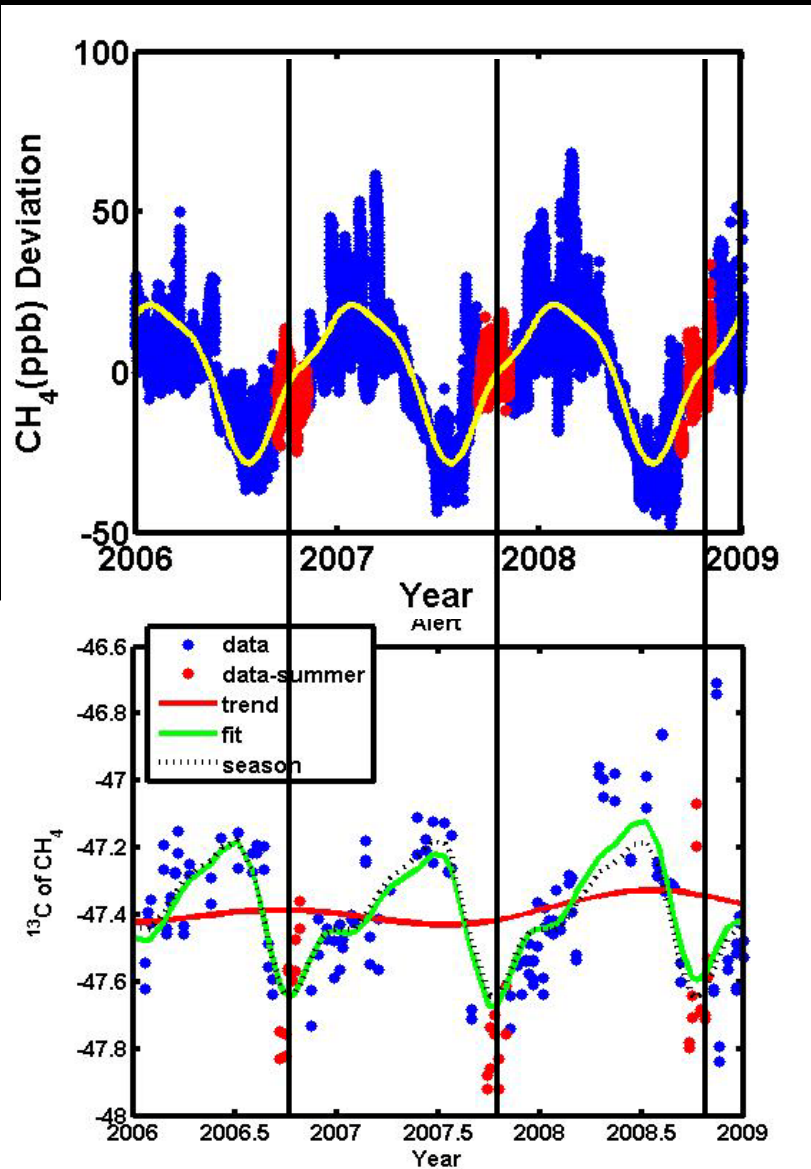 100
50
0
-50
CH4(ppb) Deviation
2006 2007 2008 2009
Year
Alert
-46.6
-46.8
-47
-47.2
-47.4
-47.6
-47.8
-48
13C of CH4
data
data-summer
trend
fit
season
2006 2006.5 2007 2007.5 2008 2008.5 2009
Year